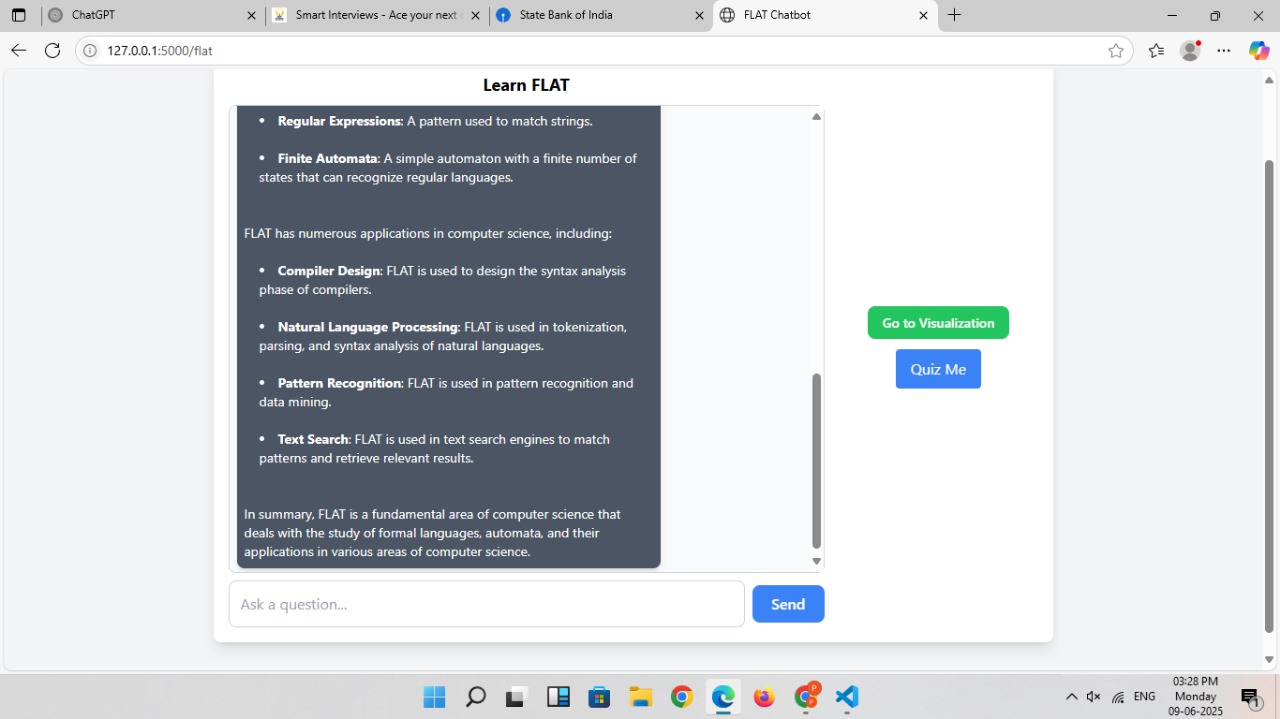 ChatGPT
Smart Interviews - Ace your next
State Bank of India
FLAT Chatbot
127.0.0.1:5000/flat
Learn FLAT
• Regular Expressions: A pattern used to match strings.
• Finite Automata: A simple automaton with a finite number of
states that can recognize regular languages.
FLAT has numerous applications in computer science, including:
• Compiler Design: FLAT is used to design the syntax analysis
phase of compilers.
• Natural Language Processing: FLAT is used in tokenization,
parsing, and syntax analysis of natural languages.
• Pattern Recognition: FLAT is used in pattern recognition and
data mining.
• Text Search: FLAT is used in text search engines to match
patterns and retrieve relevant results.
In summary, FLAT is a fundamental area of computer science that
deals with the study of formal languages, automata, and their
applications in various areas of computer science.
Go to Visualization
Quiz Me
Ask a question...
Send
ENG
03:28 PM
Monday
09-06-2025
1